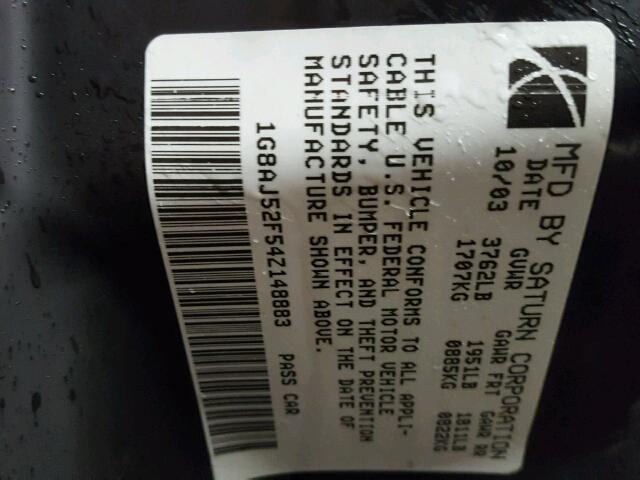 MFD BY SATURN CORPORATION
DATE GVWR GAWR FRT GAWR RR
10/03 3762LB 1951LB 1811LB
1707KG 0885KG 0822KG
THIS VEHICLE CONFORMS TO ALL APPLI-
CABLE U.S. FEDERAL MOTOR VEHICLE
SAFETY, BUMPER, AND THEFT PREVENTION
STANDARDS IN EFFECT ON THE DATE OF
MANUFACTURE SHOWN ABOVE.
1G8AJ52F54Z148883 PASS CAR